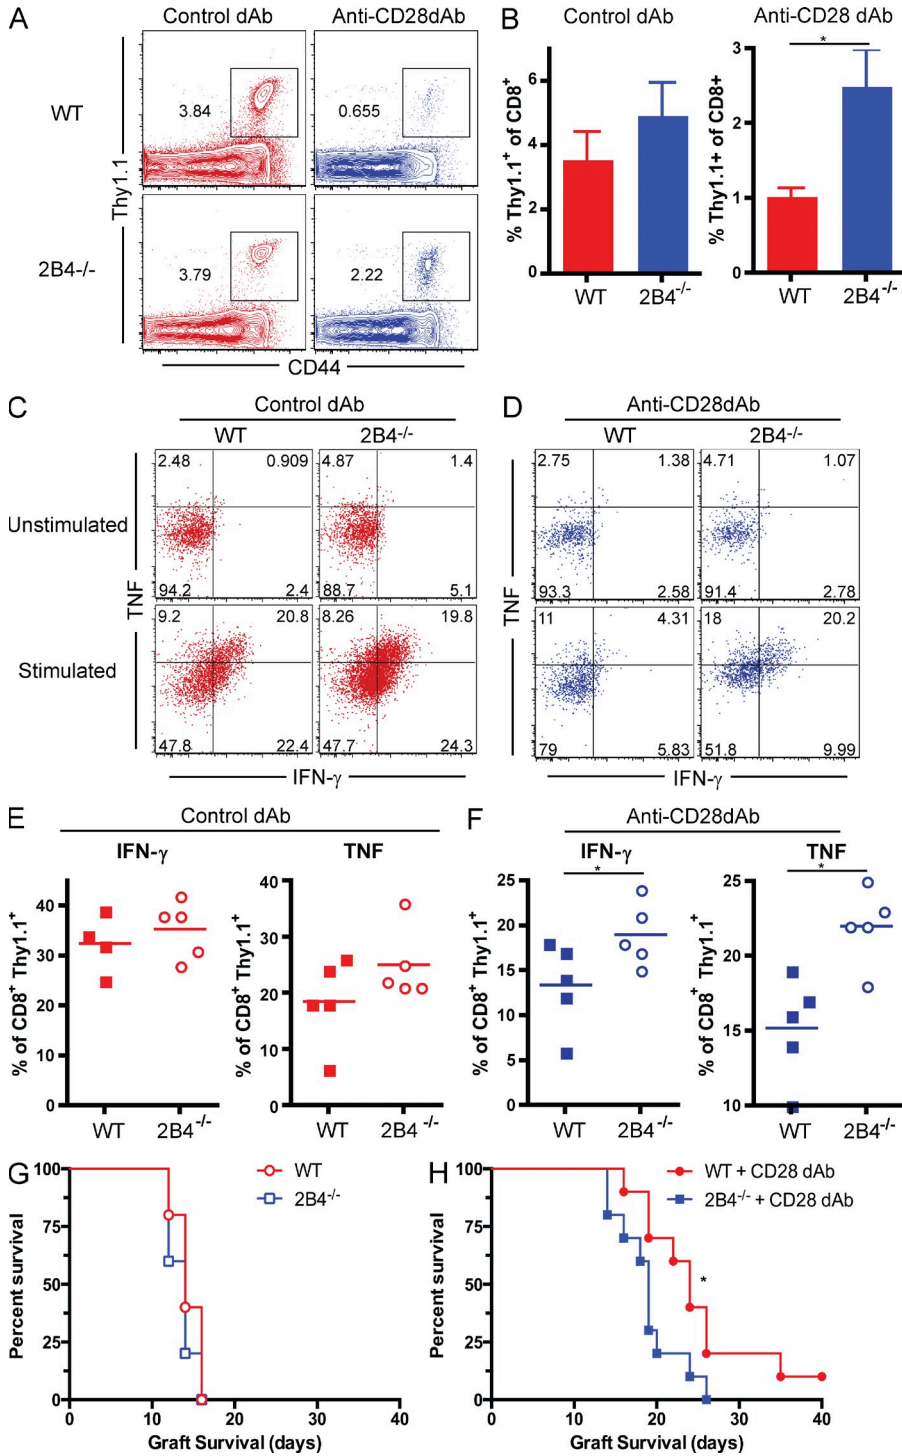 A
Control dAb
Anti-CD28dAb
WT
3.84
0.655
Thy1.1
2B4-/-
3.79
2.22
CD44
B
Control dAb
Anti-CD28 dAb
% Thy1.1+ of CD8+
6
4
2
0
WT
2B4-/-
% Thy1.1+ of CD8+
3
2
1
0
*
WT
2B4-/-
C
Control dAb
WT
2B4-/-
Unstimulated
2.48
0.909
4.87
1.4
94.2
2.4
88.7
5.1
TNF
Stimulated
9.2
20.8
8.26
19.8
47.8
22.4
47.7
24.3
IFN-γ
D
Anti-CD28dAb
WT
2B4-/-
2.75
1.38
4.71
1.07
93.3
2.58
91.4
2.78
TNF
11
4.31
18
20.2
79
5.83
51.8
9.99
IFN-γ
E
Control dAb
IFN-γ
TNF
% of CD8+ Thy1.1+
40
30
20
10
0
WT
2B4-/-
% of CD8+ Thy1.1+
40
30
20
10
0
WT
2B4-/-
F
Anti-CD28dAb
IFN-γ
TNF
% of CD8+ Thy1.1+
25
20
15
10
5
0
*
WT
2B4-/-
% of CD8+ Thy1.1+
25
20
15
10
*
WT
2B4-/-
G
WT
2B4-/-
Percent survival
100
75
50
25
0
0
10
20
30
40
Graft Survival (days)
H
WT + CD28 dAb
2B4-/- + CD28 dAb
Percent survival
100
75
50
25
0
*
0
10
20
30
40
Graft Survival (days)